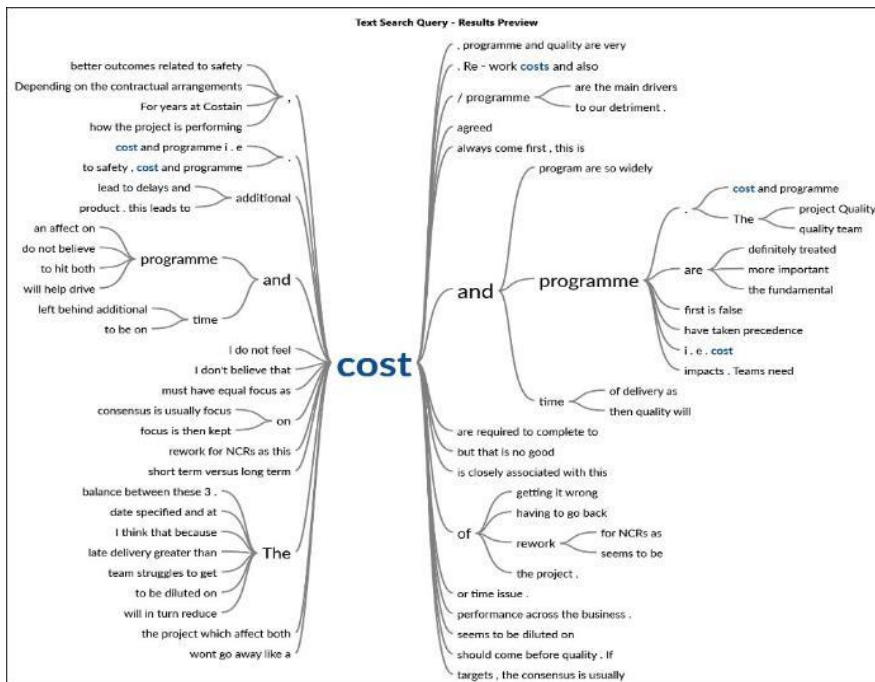 Text Search Query - Results Preview
better outcomes related to safety
Depending on the contractual arrangements
For years at Costain
how the project is performing
,
cost and programme i . e
to safety , cost and programme
.
lead to delays and
product . this leads to
additional
an affect on
do not believe
to hit both
will help drive
programme
left behind additional
to be on
time
and
I do not feel
I don't believe that
must have equal focus as
consensus is usually focus
focus is then kept
on
rework for NCRs as this
short term versus long term
balance between these 3 .
date specified and at
I think that because
late delivery greater than
team struggles to get
to be diluted on
will in turn reduce
The
the project which affect both
wont go away like a
cost
. programme and quality are very
. Re - work costs and also
/ programme
are the main drivers
to our detriment .
agreed
always come first , this is
and
program are so widely
programme
.
cost and programme
The
project Quality
quality team
are
definitely treated
more important
the fundamental
first is false
have taken precedence
i . e . cost
impacts . Teams need
time
of delivery as
then quality will
are required to complete to
but that is no good
is closely associated with this
of
getting it wrong
having to go back
rework
for NCRs as
seems to be
the project .
or time issue .
performance across the business .
seems to be diluted on
should come before quality . If
targets , the consensus is usually